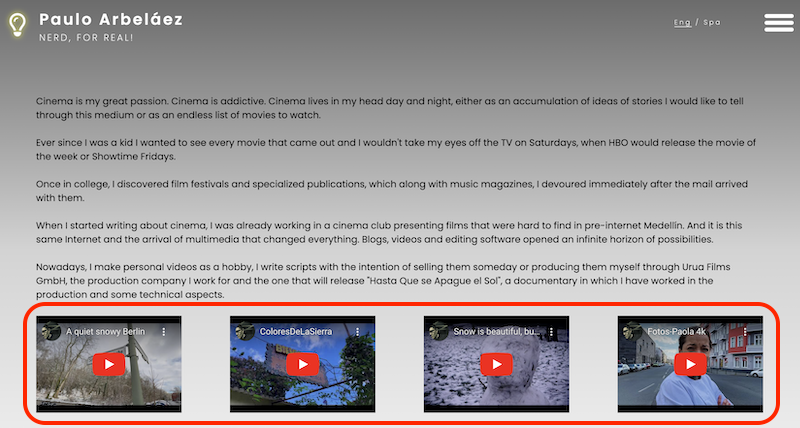 Paulo Arbeláez
NERD, FOR REAL!
Eng / Spa
Cinema is my great passion. Cinema is addictive. Cinema lives in my head day and night, either as an accumulation of ideas of stories I would like to tell
through this medium or as an endless list of movies to watch.
Ever since I was a kid I wanted to see every movie that came out and I wouldn't take my eyes off the TV on Saturdays, when HBO would release the movie of
the week or Showtime Fridays.
Once in college, I discovered film festivals and specialized publications, which along with music magazines, I devoured immediately after the mail arrived
with them.
When I started writing about cinema, I was already working in a cinema club presenting films that were hard to find in pre-internet Medellín. And it is this
same Internet and the arrival of multimedia that changed everything. Blogs, videos and editing software opened an infinite horizon of possibilities.
Nowadays, I make personal videos as a hobby, I write scripts with the intention of selling them someday or producing them myself through Urua Films
GmbH, the production company I work for and the one that will release "Hasta Que se Apague el Sol", a documentary in which I have worked in the
production and some technical aspects.
A quiet snowy Berlin
ColoresDeLaSierra
Snow is beautiful, bu...
Fotos-Paola 4k